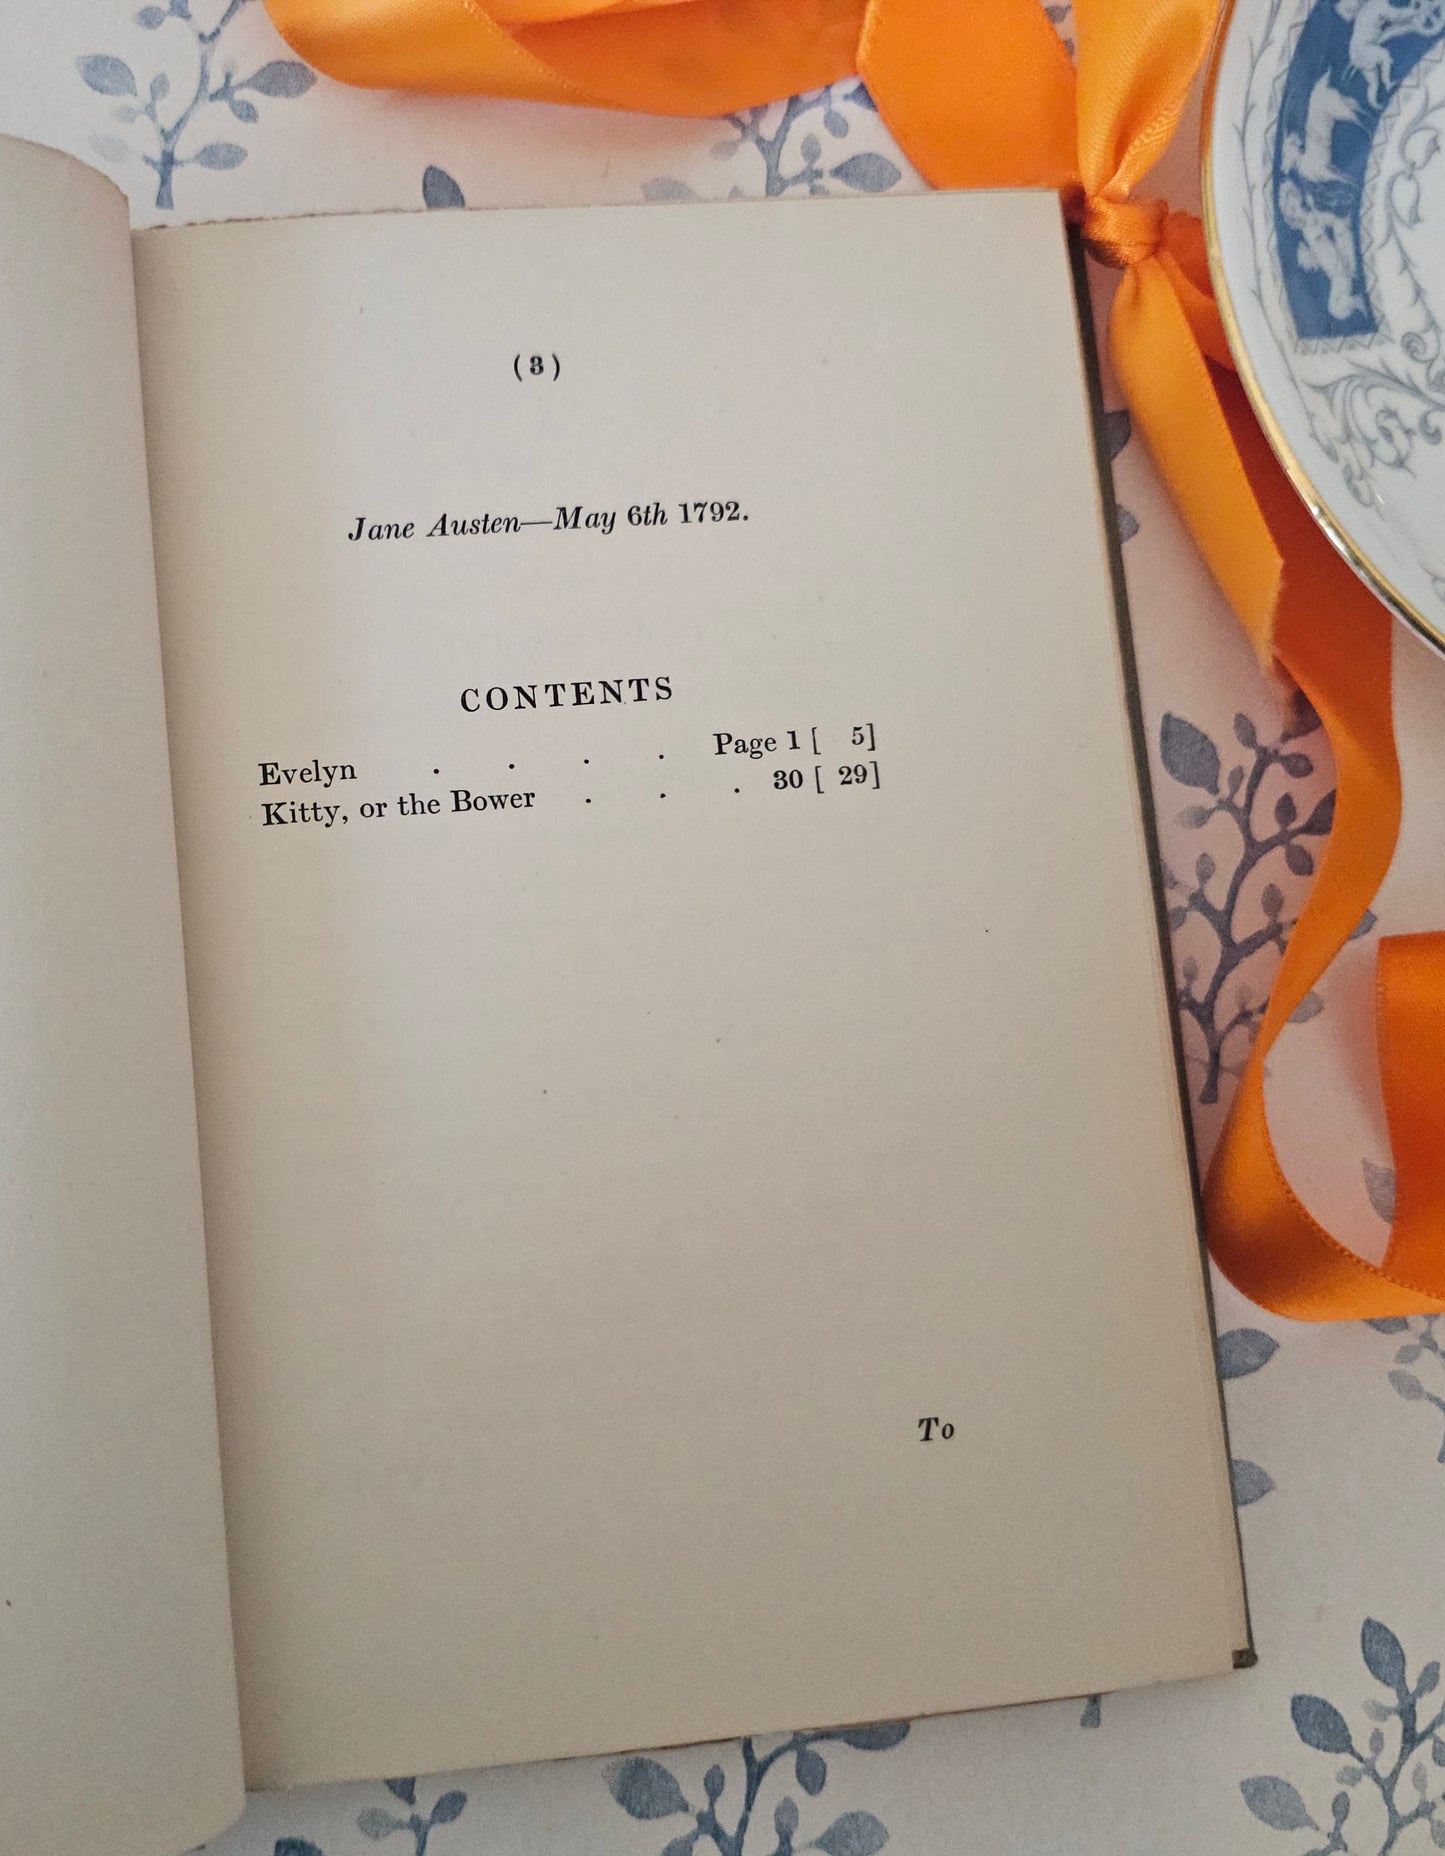 (3)
Jane Austen—May 6th 1792.
CONTENTS
Evelyn . . . . Page 1 [ 5]
Kitty, or the Bower . . . 30 [ 29]
To